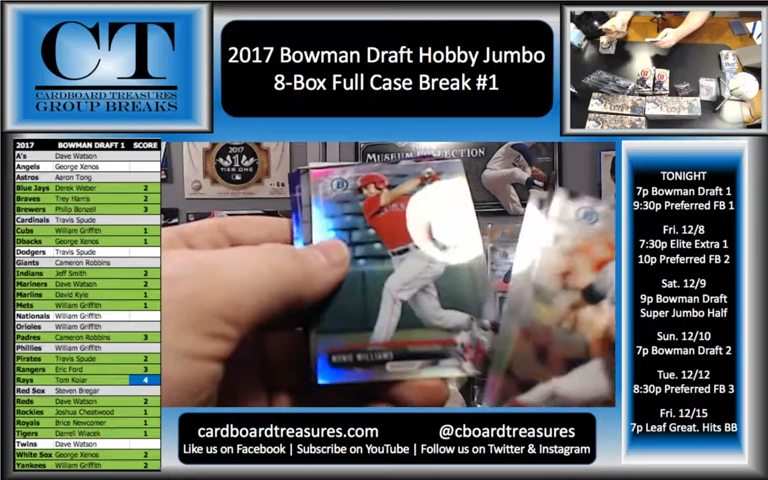 CT
CARDBOARD TREASURES
GROUP BREAKS
2017 Bowman Draft Hobby Jumbo
8-Box Full Case Break #1
2017 BOWMAN DRAFT 1 SCORE
A's Dave Watson
Angels George Xenos
Astros Aaron Tong
Blue Jays Derek Weber 2
Braves Trey Harris 2
Brewers Philip Bonzell 3
Cardinals Travis Spude
Cubs William Griffith 1
Dbacks George Xenos 1
Dodgers Travis Spude
Giants Cameron Robbins
Indians Jeff Smith 2
Mariners Dave Watson 2
Marlins David Kyle 1
Mets William Griffith 1
Nationals William Griffith
Orioles William Griffith
Padres Cameron Robbins 3
Phillies William Griffith
Pirates Travis Spude 2
Rangers Eric Ford 3
Rays Tom Kolar 4
Red Sox Steven Bregar
Reds Dave Watson 2
Rockies Joshua Cheatwood 1
Royals Brice Newcomer 1
Tigers Darrell Wiacek 1
Twins Dave Watson
White Sox George Xenos 2
Yankees William Griffith 2
2017
TIER ONE
MUSEUM COLLECTION
WILLIAMS
TONIGHT
7p Bowman Draft 1
9:30p Preferred FB 1
Fri. 12/8
7:30p Elite Extra 1
10p Preferred FB 2
Sat. 12/9
9p Bowman Draft
Super Jumbo Half
Sun. 12/10
7p Bowman Draft 2
Tue. 12/12
8:30p Preferred FB 3
Fri. 12/15
7p Leaf Great. Hits BB
cardboardtreasures.com @cboardtreasures
Like us on Facebook | Subscribe on YouTube | Follow us on Twitter & Instagram